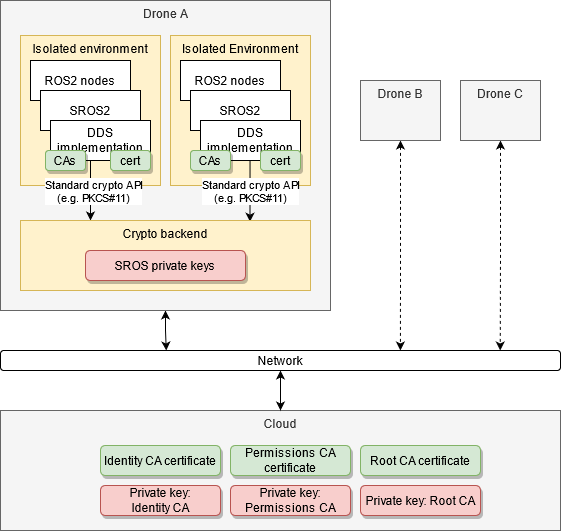 Drone A
Isolated environment
ROS2 nodes
SROS2
DDS
implementation
CAs
cert
Standard crypto API
(e.g. PKCS#11)
Isolated Environment
ROS2 nodes
SROS2
DDS
implementation
CAs
cert
Standard crypto API
(e.g. PKCS#11)
Crypto backend
SROS private keys
Drone B
Drone C
Network
Cloud
Identity CA certificate
Permissions CA
certificate
Root CA certificate
Private key:
Identity CA
Private key:
Permissions CA
Private key: Root CA